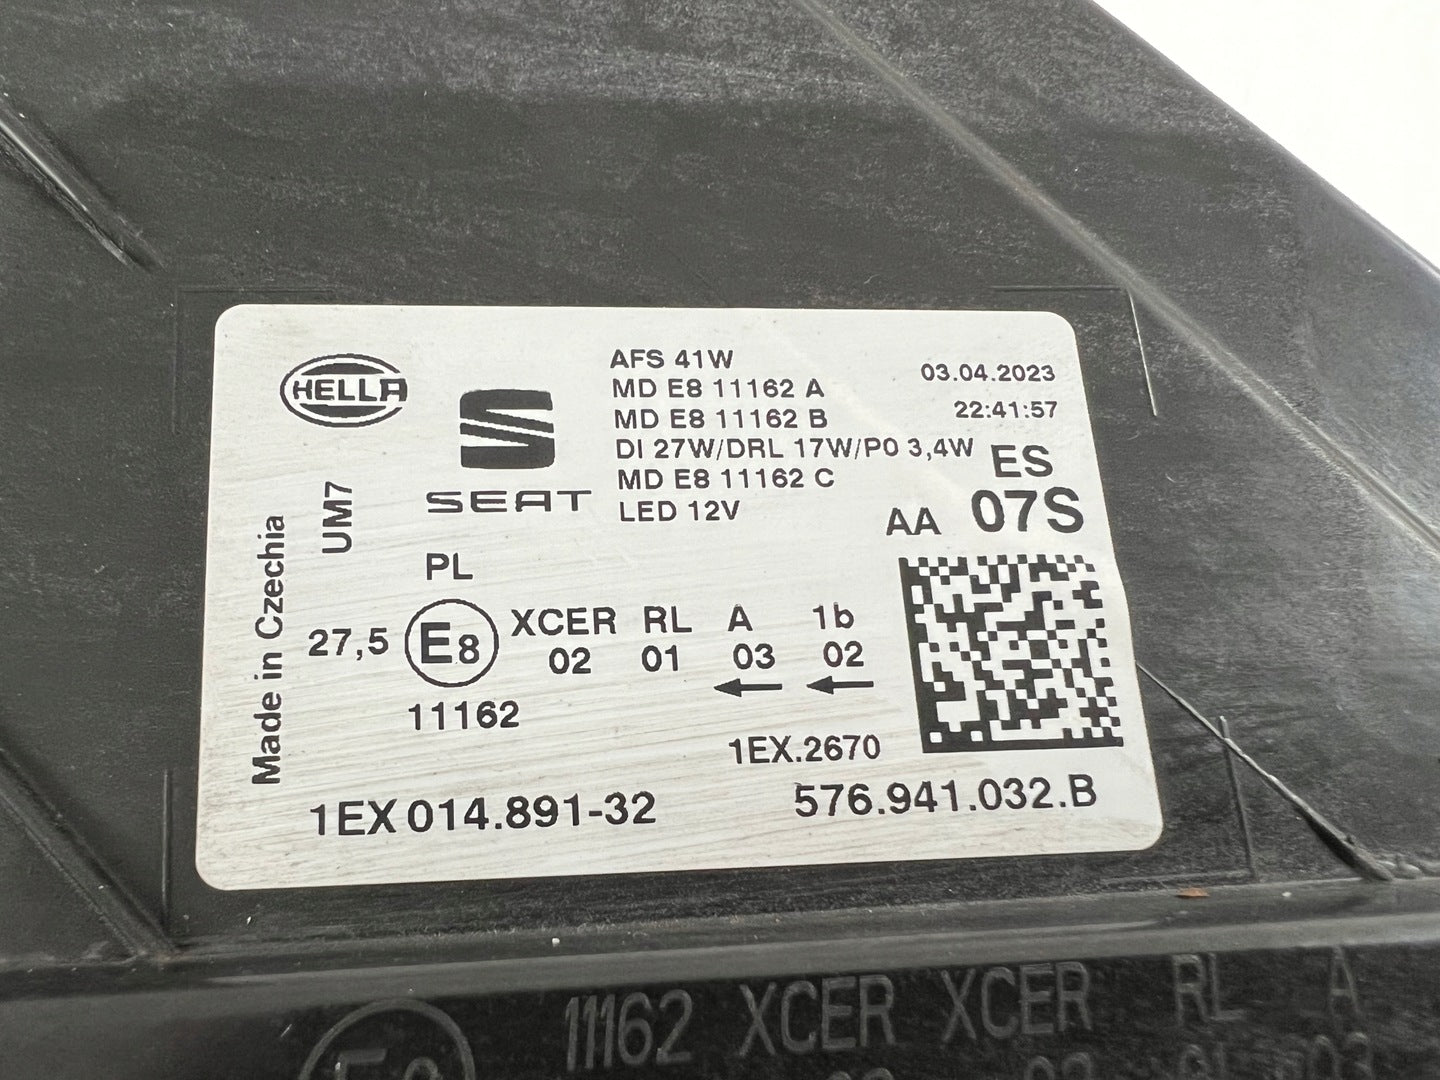 HELLA
SEAT
AFS 41W
MD E8 11162 A
MD E8 11162 B
DI 27W/DRL 17W/PO 3,4W
MD E8 11162 C
LED 12V
03.04.2023
22:41:57
ES
AA 07S
Made in Czechia
UM7
PL
27,5 E8 XCER RL A 1b
02 01 03 02
11162
1EX.2670
1EX 014.891-32
576.941.032.B
11162 XCER XCER RL A